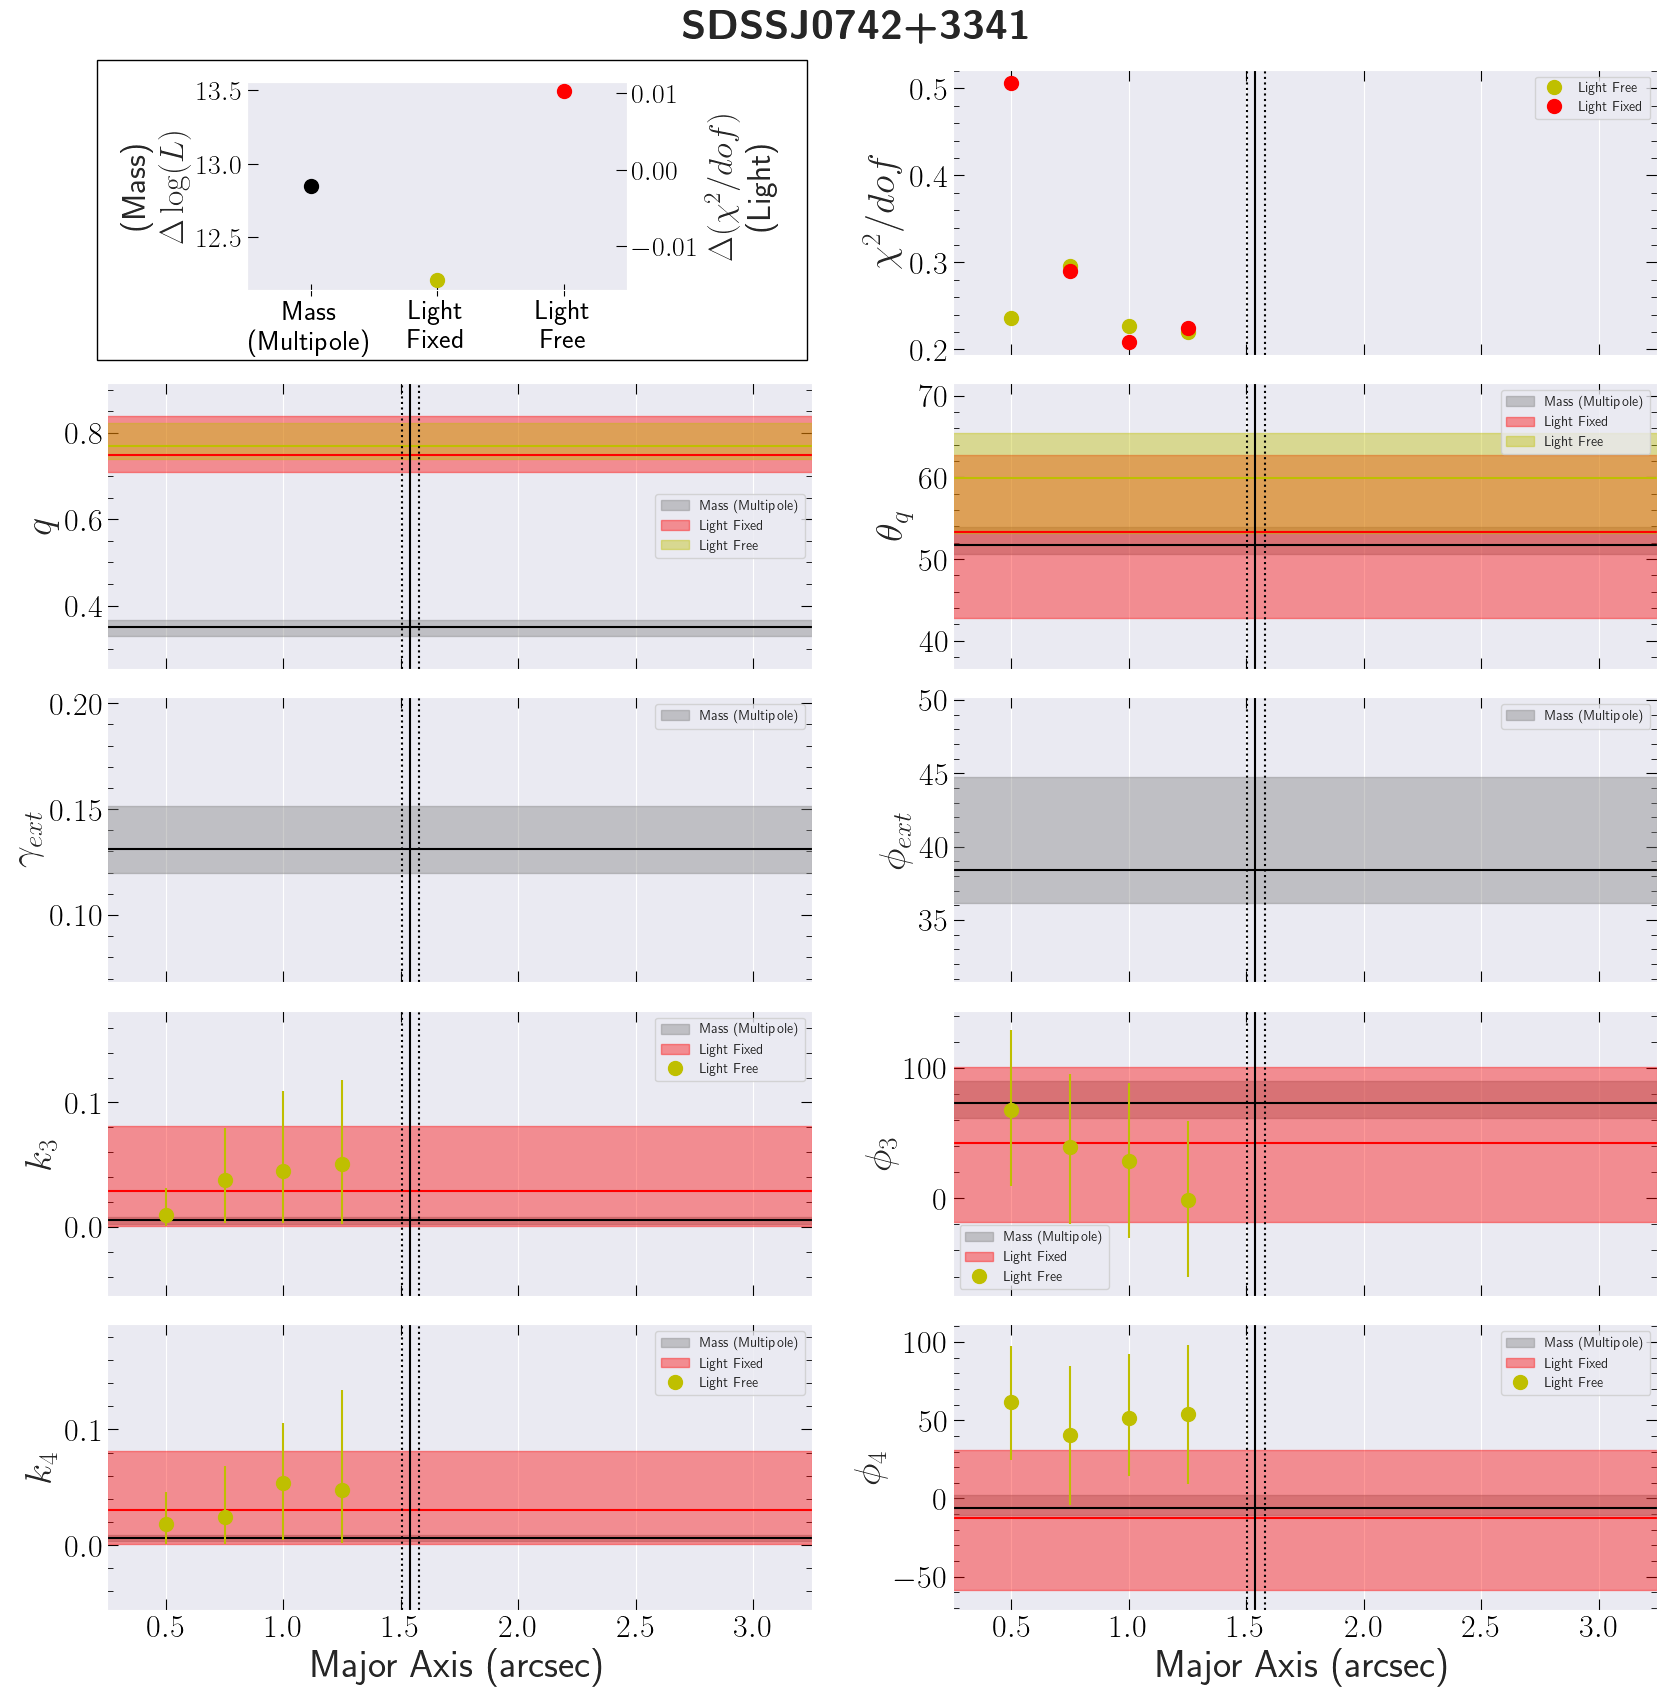 SDSSJ0742+3341
(Mass)
Δ log(L)
13.5
13.0
12.5
0.01
0.00
−0.01
Δ(χ²/dof)
(Light)
Mass
(Multipole)
Light
Fixed
Light
Free
χ²/dof
0.5
0.4
0.3
0.2
Light Free
Light Fixed
q
0.8
0.6
0.4
Mass (Multipole)
Light Fixed
Light Free
θ_q
70
60
50
40
Mass (Multipole)
Light Fixed
Light Free
γ_ext
0.20
0.15
0.10
Mass (Multipole)
ϕ_ext
50
45
40
35
Mass (Multipole)
k₃
0.1
0.0
Mass (Multipole)
Light Fixed
Light Free
ϕ₃
100
0
Mass (Multipole)
Light Fixed
Light Free
k₄
0.1
0.0
Mass (Multipole)
Light Fixed
Light Free
0.5 1.0 1.5 2.0 2.5 3.0
Major Axis (arcsec)
ϕ₄
100
50
0
−50
Mass (Multipole)
Light Fixed
Light Free
0.5 1.0 1.5 2.0 2.5 3.0
Major Axis (arcsec)